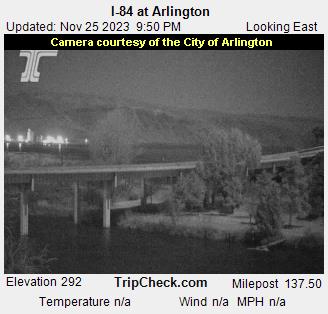 I-84 at Arlington
Updated: Nov 25 2023 9:50 PM Looking East
Camera courtesy of the City of Arlington
Elevation 292 TripCheck.com Milepost 137.50
Temperature n/a Wind n/a MPH n/a